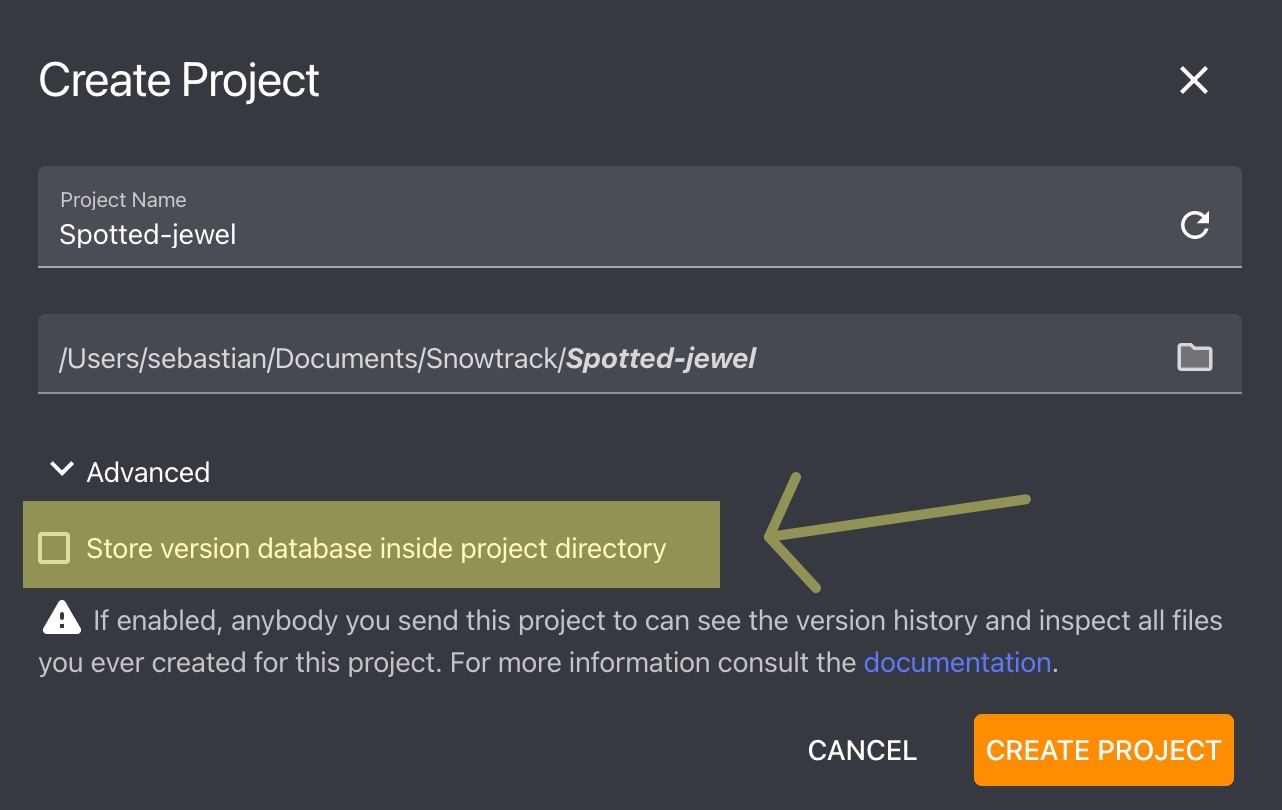 Create Project
Project Name
Spotted-jewel
/Users/sebastian/Documents/Snowtrack/Spotted-jewel
Advanced
Store version database inside project directory
If enabled, anybody you send this project to can see the version history and inspect all files
you ever created for this project. For more information consult the documentation.
CANCEL
CREATE PROJECT